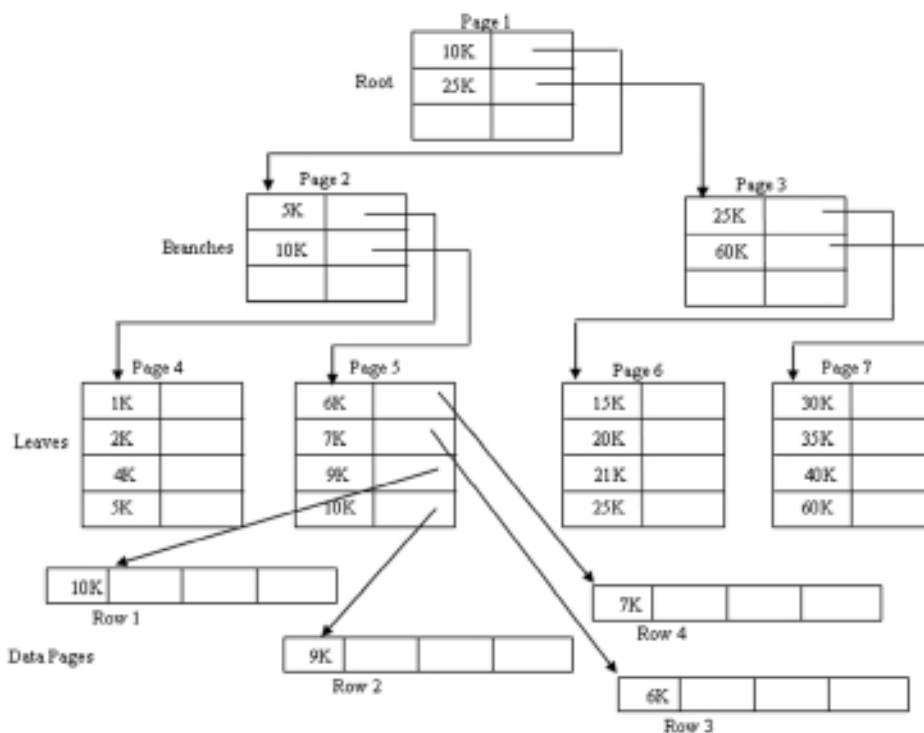 Page 1
10K
Root
25K
Page 2
Page 3
5K
25K
Branches
10K
60K
Page 4
Page 5
Page 6
Page 7
1K
6K
15K
30K
2K
7K
20K
35K
Leaves
4K
9K
21K
40K
5K
10K
25K
60K
10K
Row 1
7K
Row 4
Data Pages
9K
Row 2
6K
Row 3